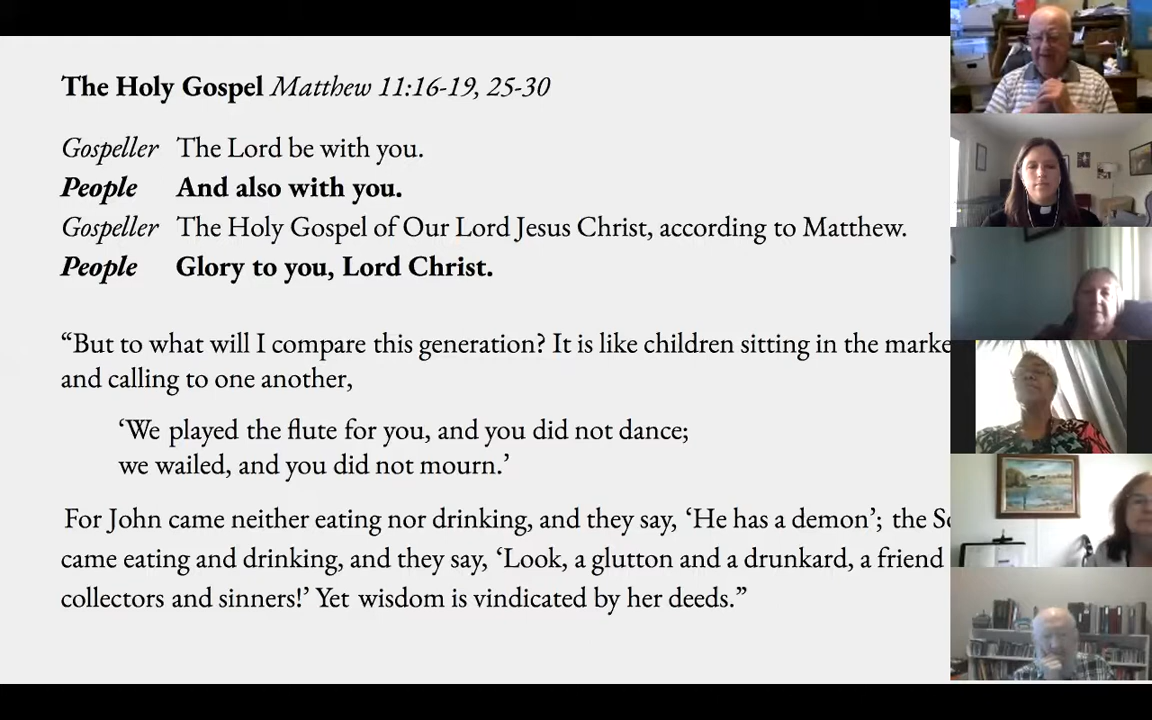 The Holy Gospel Matthew 11:16-19, 25-30
Gospeller The Lord be with you.
People And also with you.
Gospeller The Holy Gospel of Our Lord Jesus Christ, according to Matthew.
People Glory to you, Lord Christ.
“But to what will I compare this generation? It is like children sitting in the marke
and calling to one another,
‘We played the flute for you, and you did not dance;
we wailed, and you did not mourn.’
For John came neither eating nor drinking, and they say, ‘He has a demon’; the S
came eating and drinking, and they say, ‘Look, a glutton and a drunkard, a friend
collectors and sinners!’ Yet wisdom is vindicated by her deeds.”